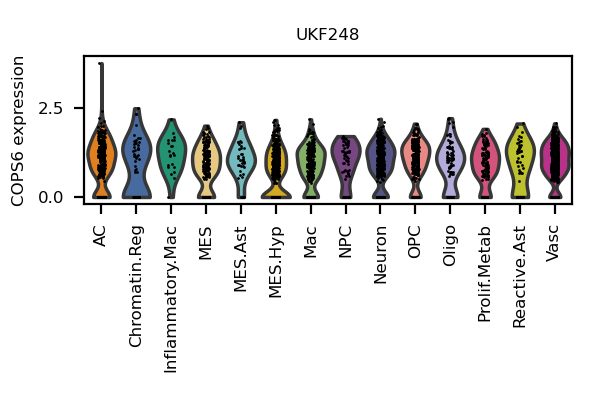 UKF248
COPS6 expression
2.5
0.0
AC
Chromatin.Reg
Inflammatory.Mac
MES
MES.Ast
MES.Hyp
Mac
NPC
Neuron
OPC
Oligo
Prolif.Metab
Reactive.Ast
Vasc